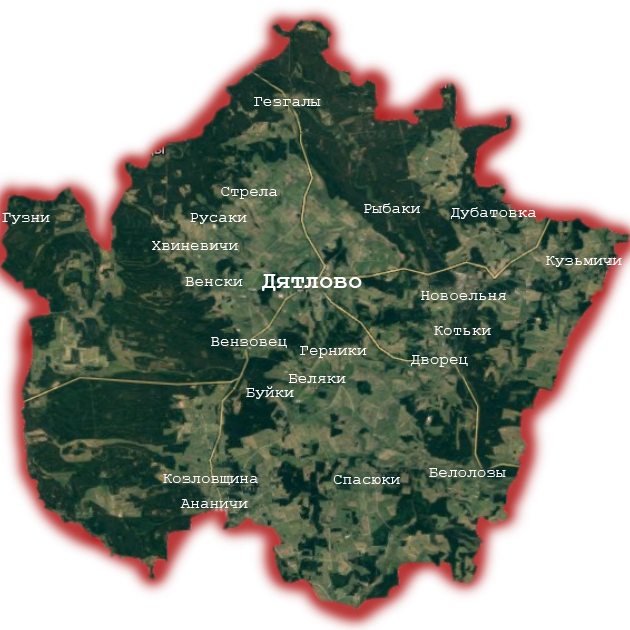 Гезгалы
Стрела
Рыбаки
Дубатовка
Гузни
Русаки
Хвиневичи
Кузьмичи
Венски
Дятлово
Новоельня
Котьки
Вензовец
Герники
Дворец
Беляки
Буйки
Белолозы
Козловщина
Спасюки
Ананичи